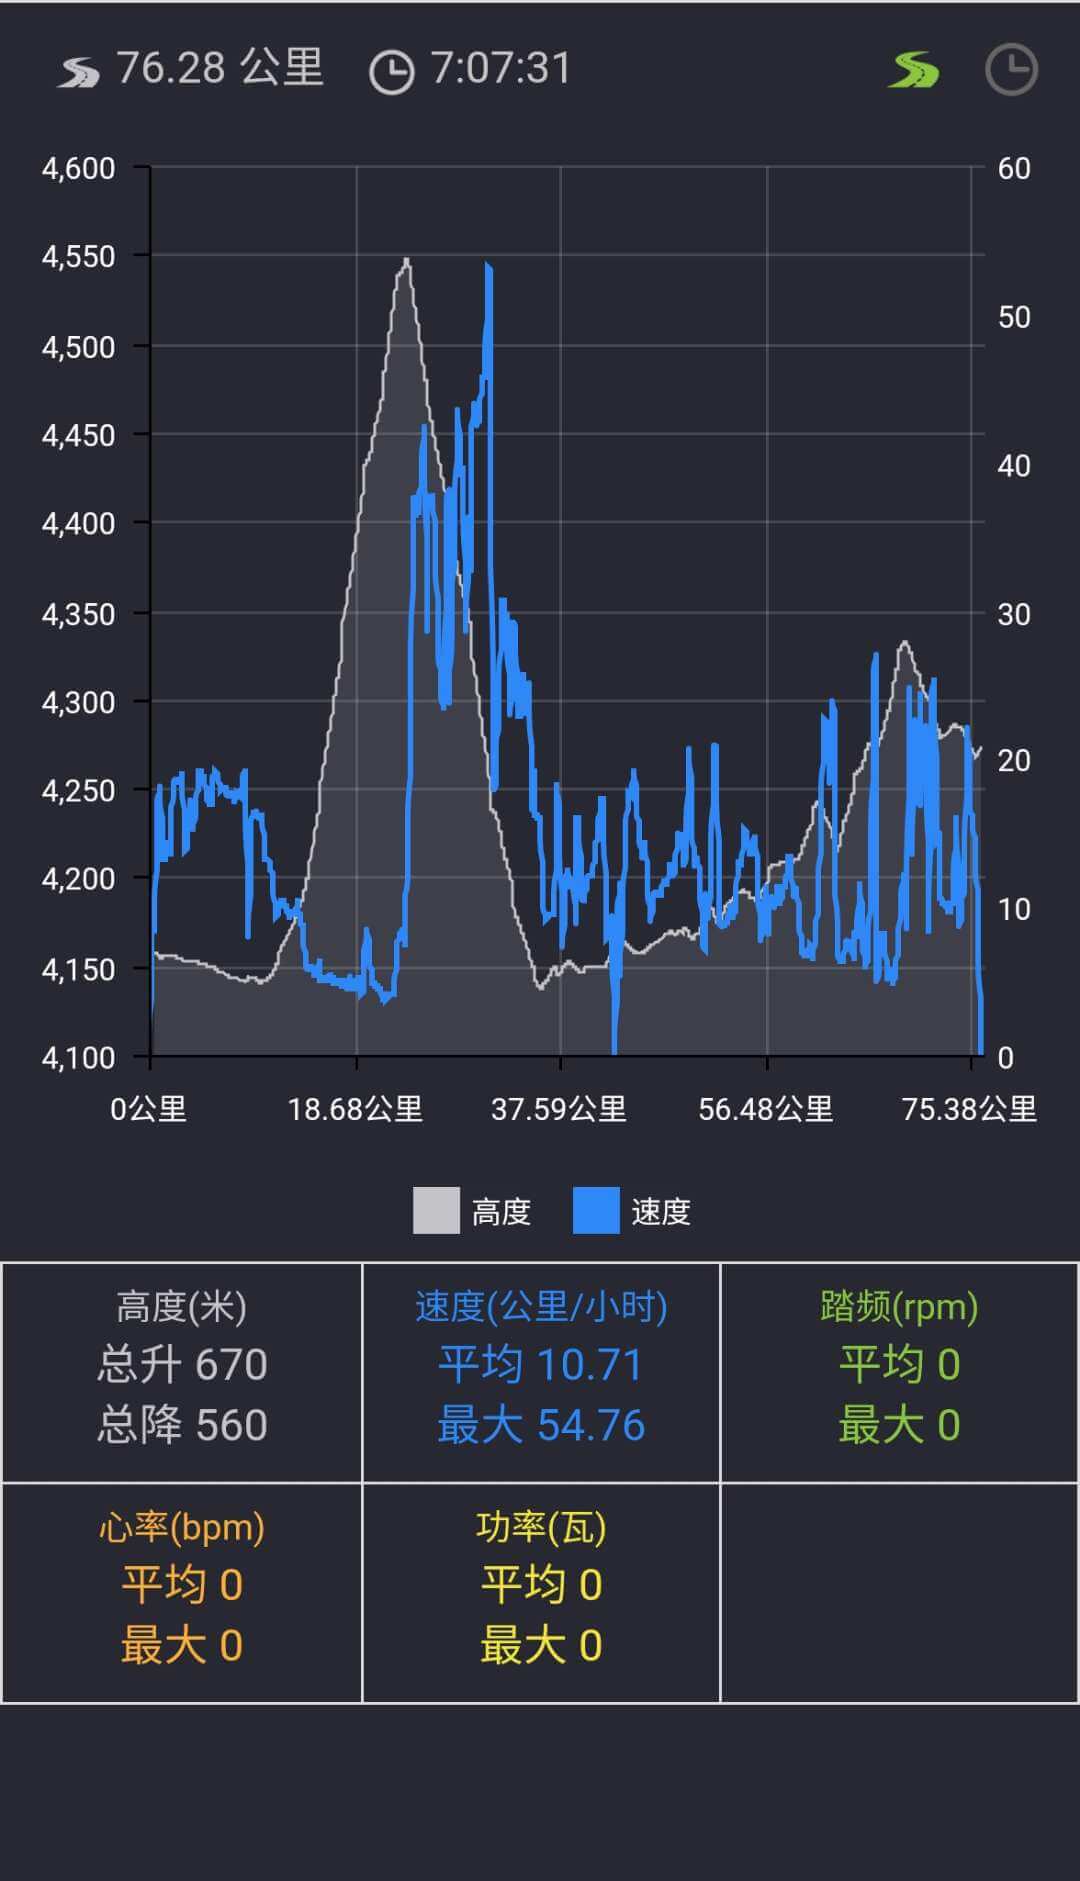 76.28 公里 7:07:31
4,600 60
4,550
50
4,500
4,450
40
4,400
4,350 30
4,300
20
4,250
4,200
10
4,150
4,100 0
0公里 18.68公里 37.59公里 56.48公里 75.38公里
高度 速度
高度(米)
总升 670
总降 560
速度(公里/小时)
平均 10.71
最大 54.76
踏频(rpm)
平均 0
最大 0
心率(bpm)
平均 0
最大 0
功率(瓦)
平均 0
最大 0